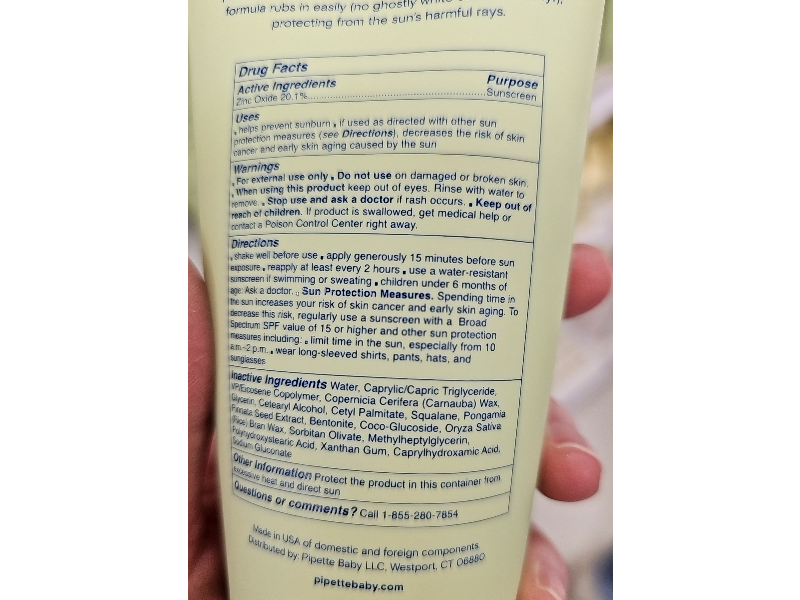 formula rubs in easily (no ghostly white
protecting from the sun's harmful rays.
Drug Facts
Active Ingredients Purpose
Zinc Oxide 20.1%..........Sunscreen
Uses
▪ helps prevent sunburn ▪ if used as directed with other sun
protection measures (see Directions), decreases the risk of skin
cancer and early skin aging caused by the sun
Warnings
▪ For external use only ▪ Do not use on damaged or broken skin.
▪ When using this product keep out of eyes. Rinse with water to
remove. ▪ Stop use and ask a doctor if rash occurs. ▪ Keep out of
reach of children. If product is swallowed, get medical help or
contact a Poison Control Center right away.
Directions
▪ shake well before use ▪ apply generously 15 minutes before sun
exposure ▪ reapply at least every 2 hours ▪ use a water-resistant
sunscreen if swimming or sweating ▪ children under 6 months of
age: Ask a doctor. ▪ Sun Protection Measures. Spending time in
the sun increases your risk of skin cancer and early skin aging. To
decrease this risk, regularly use a sunscreen with a Broad
Spectrum SPF value of 15 or higher and other sun protection
measures including: ▪ limit time in the sun, especially from 10
a.m.-2 p.m. ▪ wear long-sleeved shirts, pants, hats, and
sunglasses
Inactive Ingredients Water, Caprylic/Capric Triglyceride,
VP/Eicosene Copolymer, Copernicia Cerifera (Carnauba) Wax,
Glycerin, Cetearyl Alcohol, Cetyl Palmitate, Squalane, Pongamia
Pinnata Seed Extract, Bentonite, Coco-Glucoside, Oryza Sativa
(Rice) Bran Wax, Sorbitan Olivate, Methylheptylglycerin,
Polyhydroxystearic Acid, Xanthan Gum, Caprylhydroxamic Acid,
Sodium Gluconate
Other Information Protect the product in this container from
excessive heat and direct sun
Questions or comments? Call 1-855-280-7854
Made in USA of domestic and foreign components
Distributed by: Pipette Baby LLC, Westport, CT 06880
pipettebaby.com